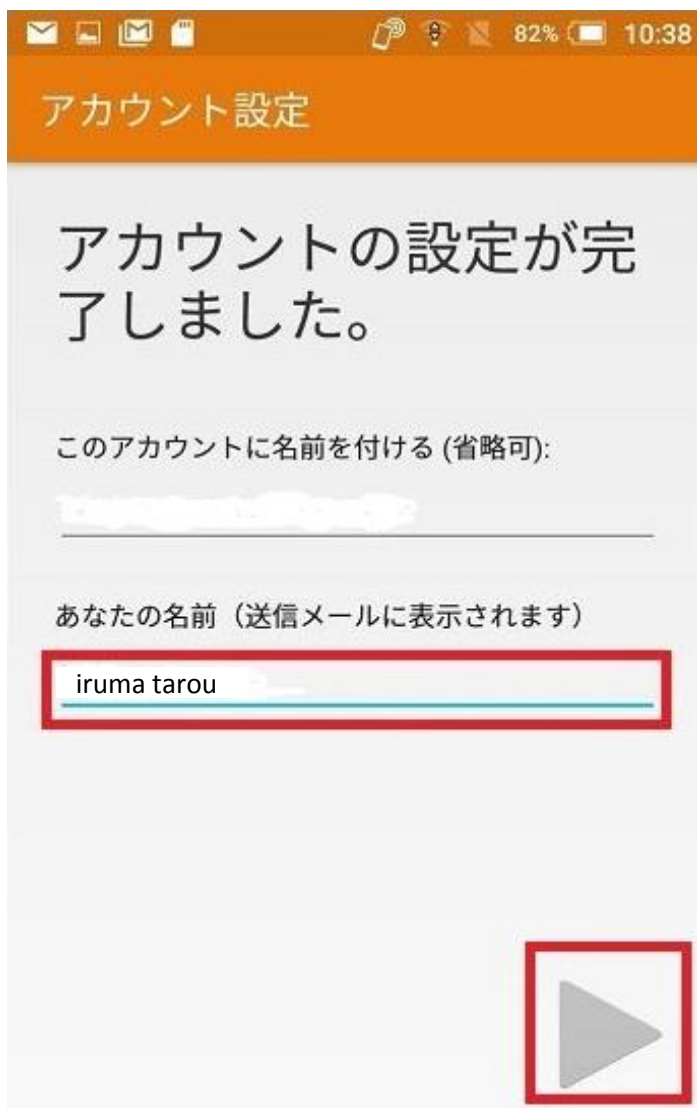 82% 10:38
アカウント設定
アカウントの設定が完
了しました。
このアカウントに名前を付ける (省略可):
あなたの名前（送信メールに表示されます）
iruma tarou